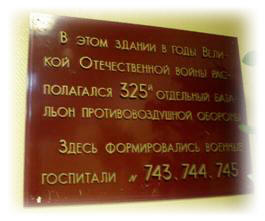 В ЭТОМ ЗДАНИИ В ГОДЫ ВЕЛИ-
КОЙ ОТЕЧЕСТВЕННОЙ ВОЙНЫ РАС-
ПОЛАГАЛСЯ 325й ОТДЕЛЬНЫЙ БАТА-
ЛЬОН ПРОТИВОВОЗДУШНОЙ ОБОРОНЫ
ЗДЕСЬ ФОРМИРОВАЛИСЬ ВОЕННЫЕ
ГОСПИТАЛИ N 743, 744, 745